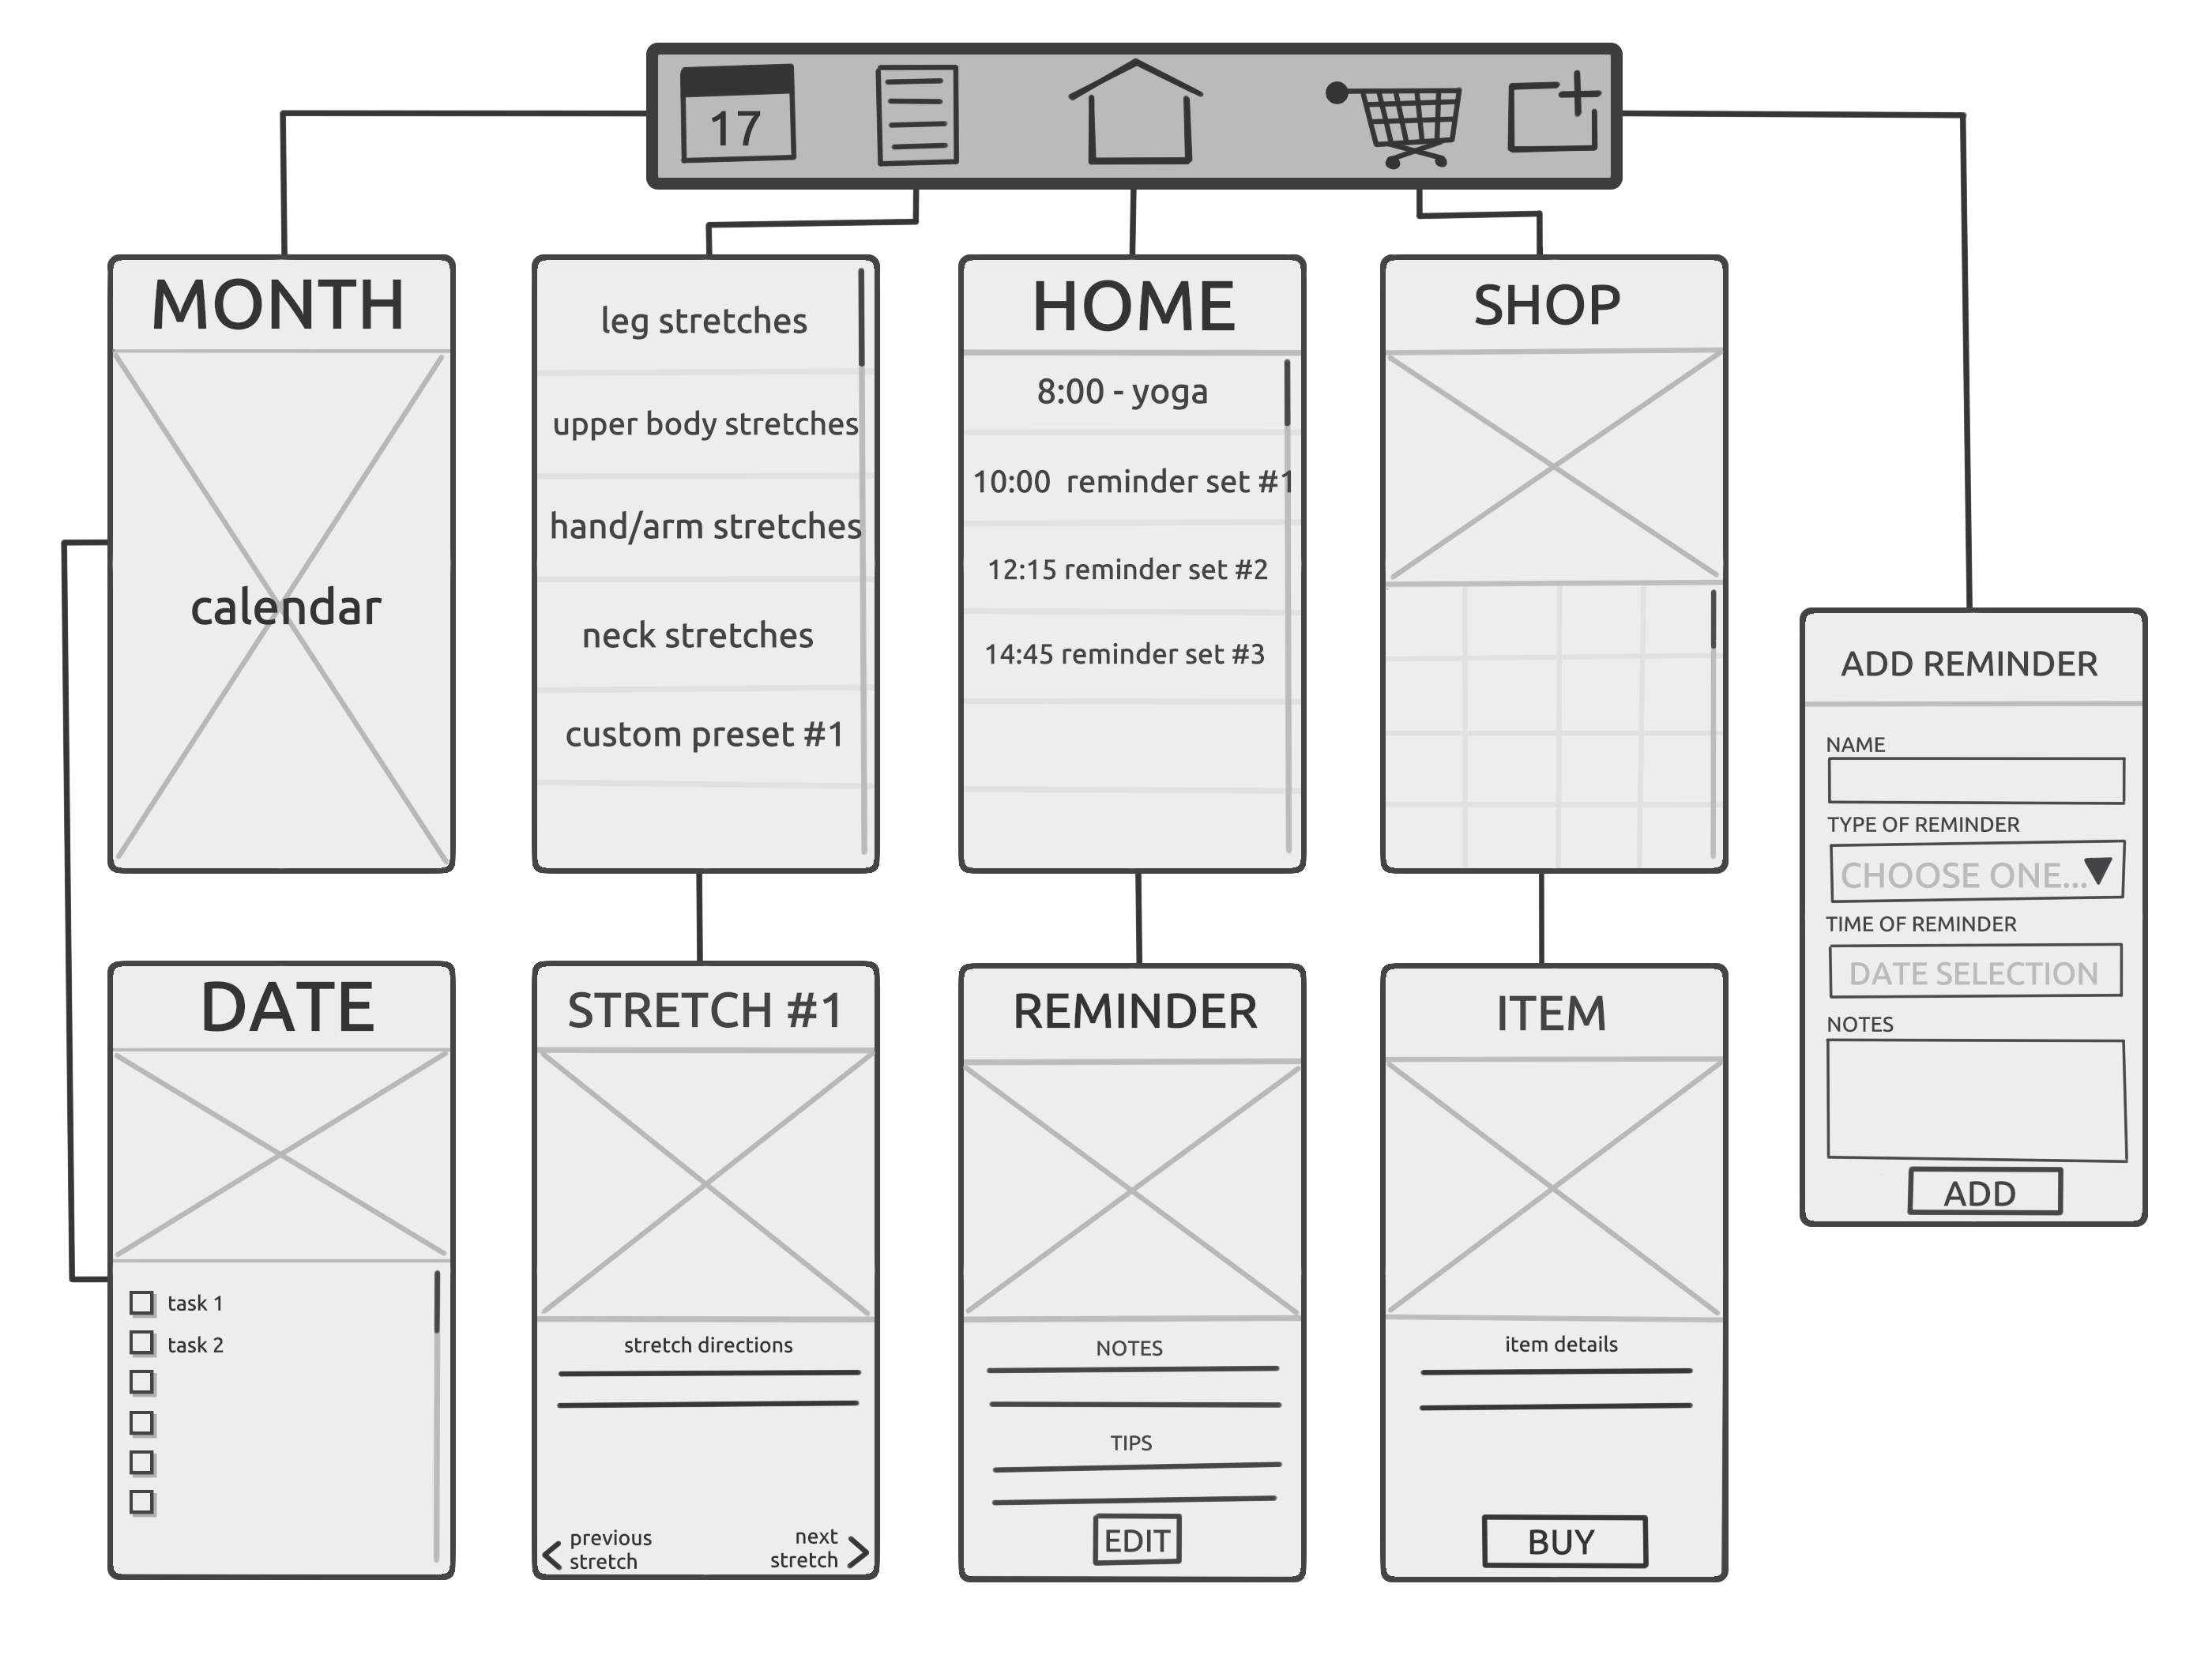 17
MONTH
calendar
leg stretches
upper body stretches
hand/arm stretches
neck stretches
custom preset #1
HOME
8:00 - yoga
10:00 reminder set #1
12:15 reminder set #2
14:45 reminder set #3
SHOP
ADD REMINDER
NAME
TYPE OF REMINDER
CHOOSE ONE...
TIME OF REMINDER
DATE SELECTION
NOTES
ADD
DATE
task 1
task 2
STRETCH #1
stretch directions
previous
stretch
next
stretch
REMINDER
NOTES
TIPS
EDIT
ITEM
item details
BUY